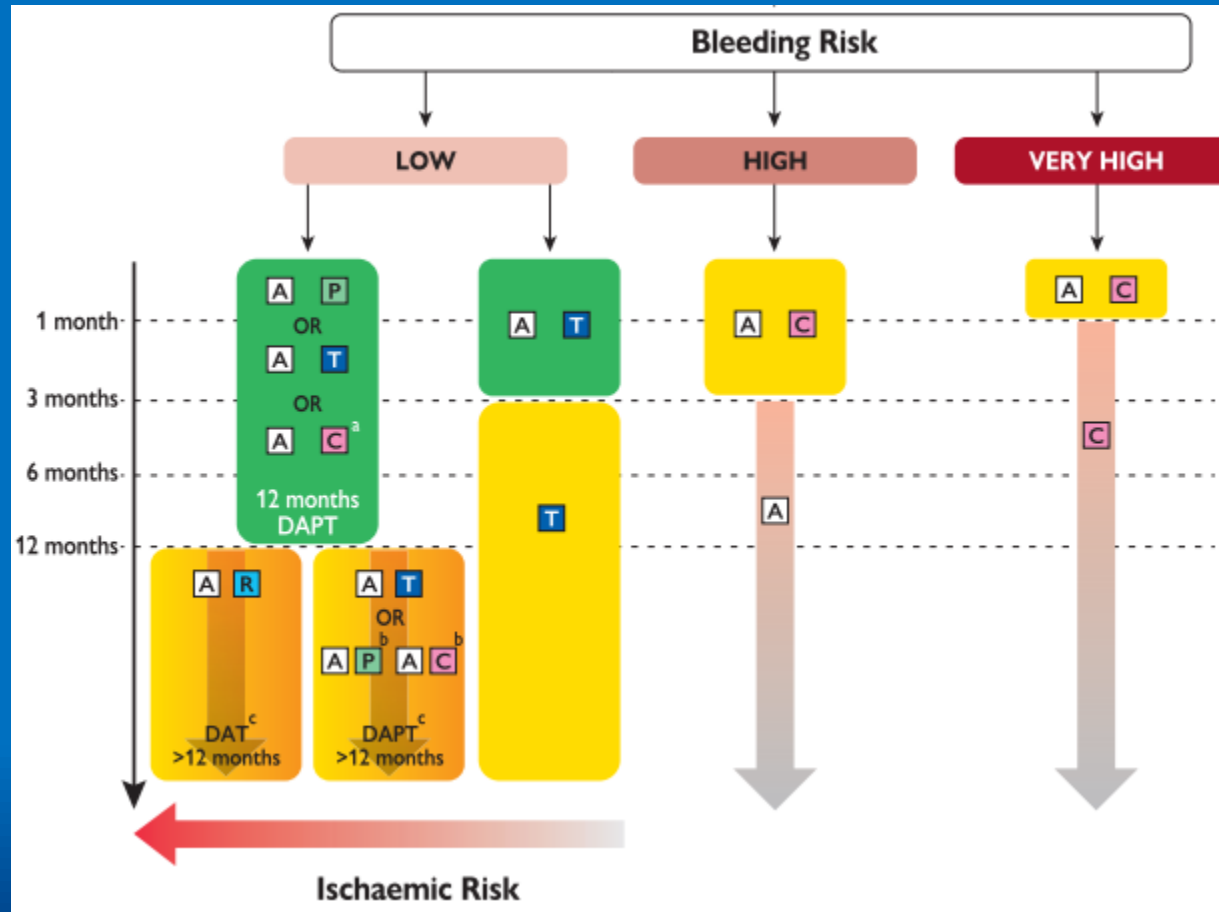 Bleeding Risk
LOW
HIGH
VERY HIGH
1 month
3 months
6 months
12 months
A P
OR
A T
OR
A C a
12 months
DAPT
A R
DAT c
>12 months
A T
OR
A P b A C b
DAPT c
>12 months
A T
T
A C
A
A C
C
Ischaemic Risk